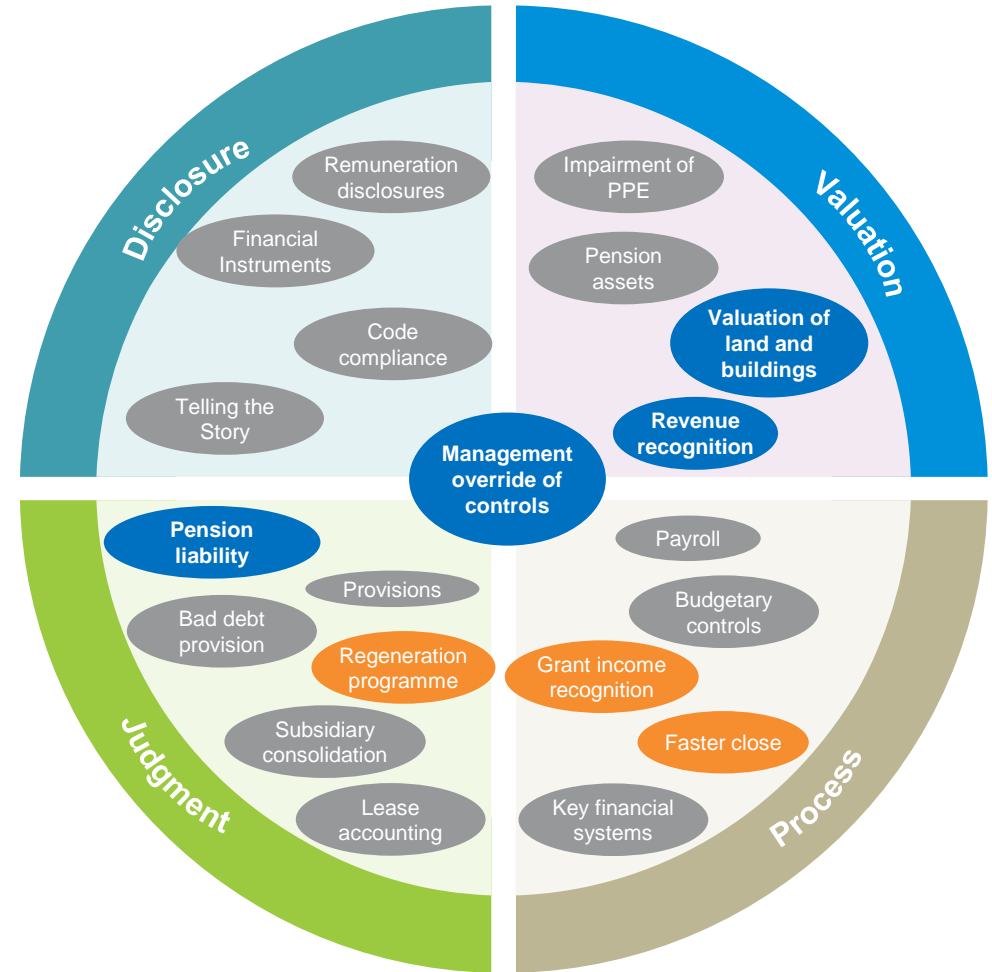 Disclosure
Remuneration
disclosures
Financial
Instruments
Code
compliance
Telling the
Story
Valuation
Impairment of
PPE
Pension
assets
Valuation of
land and
buildings
Revenue
recognition
Management
override of
controls
Judgment
Pension
liability
Provisions
Bad debt
provision
Regeneration
programme
Subsidiary
consolidation
Lease
accounting
Process
Payroll
Budgetary
controls
Grant income
recognition
Faster close
Key financial
systems